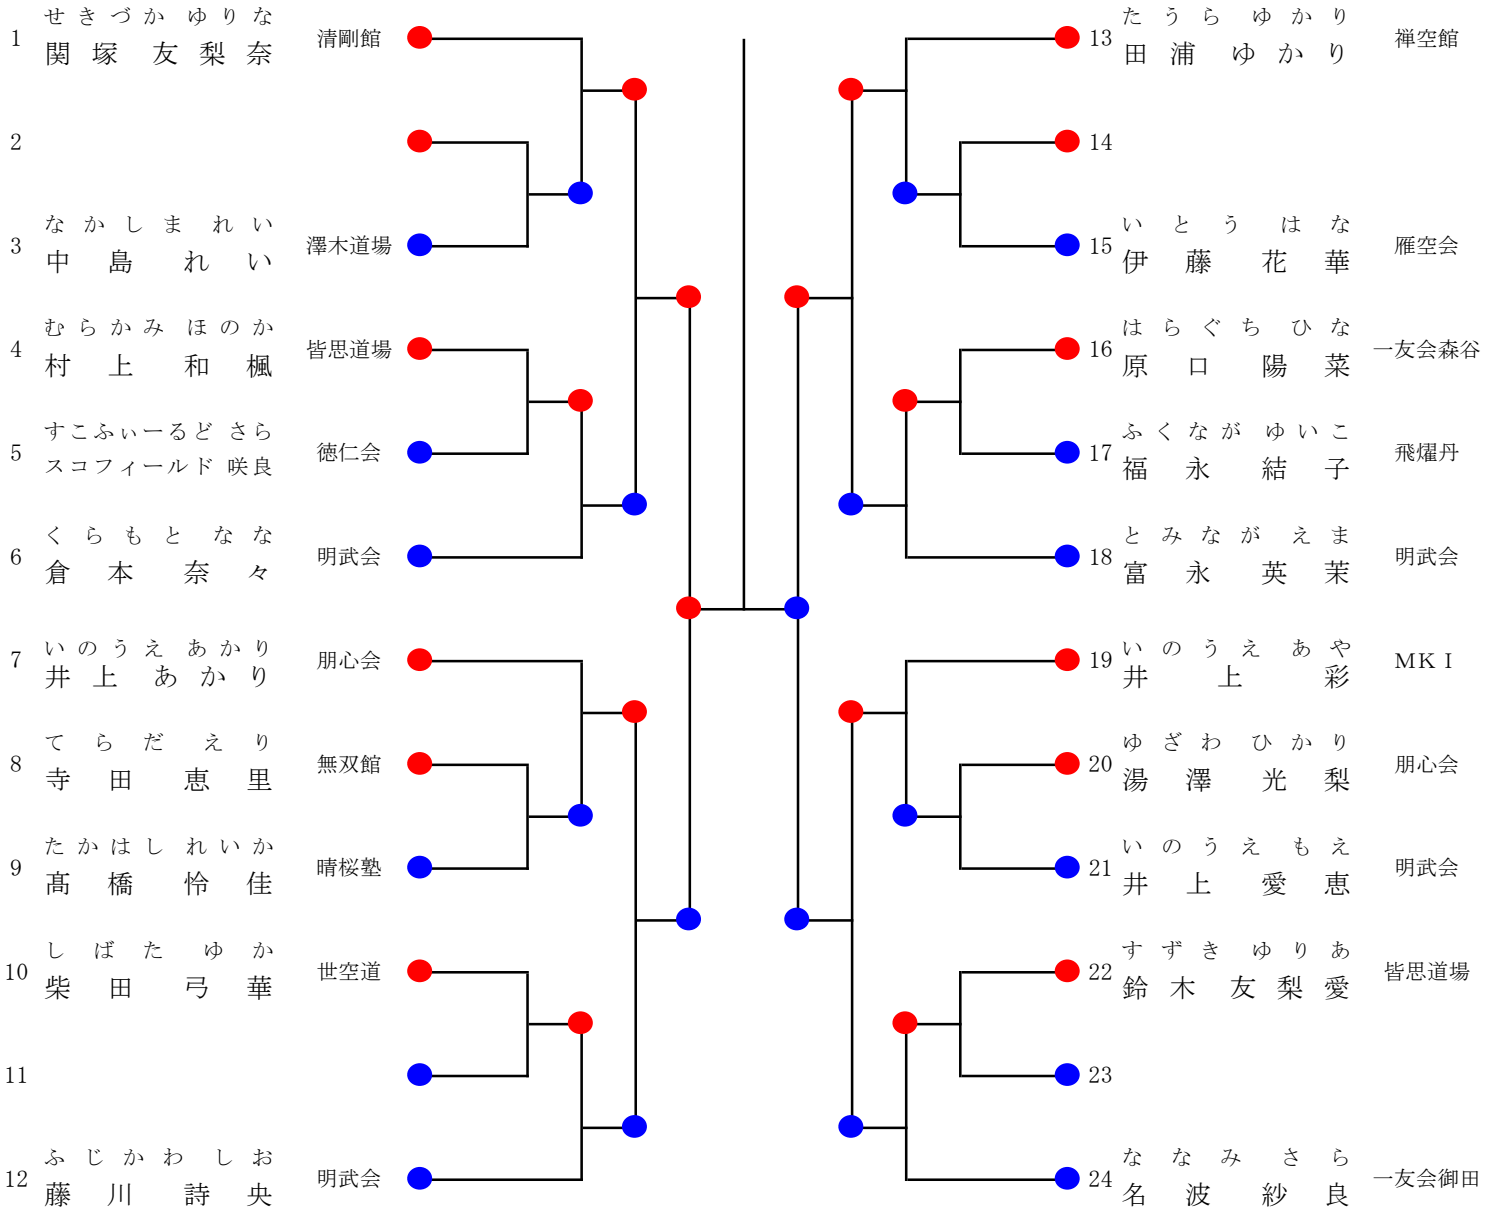 せきづか ゆりな
1 関塚 友梨奈 清剛館
2
なかしま れい
3 中島 れい 澤木道場
むらかみ ほのか
4 村上 和楓 皆思道場
すこふぃーるど さら
5 スコフィールド 咲良 徳仁会
くらもと なな
6 倉本 奈々 明武会
いのうえ あかり
7 井上 あかり 朋心会
てらだ えり
8 寺田 恵里 無双館
たかはし れいか
9 髙橋 怜佳 晴桜塾
しばた ゆか
10 柴田 弓華 世空道
11
ふじかわ しお
12 藤川 詩央 明武会
たうら ゆかり
13 田浦 ゆかり 禅空館
14
いとう はな
15 伊藤 花華 雁空会
はらぐち ひな
16 原口 陽菜 一友会森谷
ふくなが ゆいこ
17 福永 結子 飛燿丹
とみなが えま
18 富永 英茉 明武会
いのうえ あや
19 井上 彩 MKI
ゆざわ ひかり
20 湯澤 光梨 朋心会
いのうえ もえ
21 井上 愛恵 明武会
すずき ゆりあ
22 鈴木 友梨愛 皆思道場
23
ななみ さら
24 名波 紗良 一友会御田